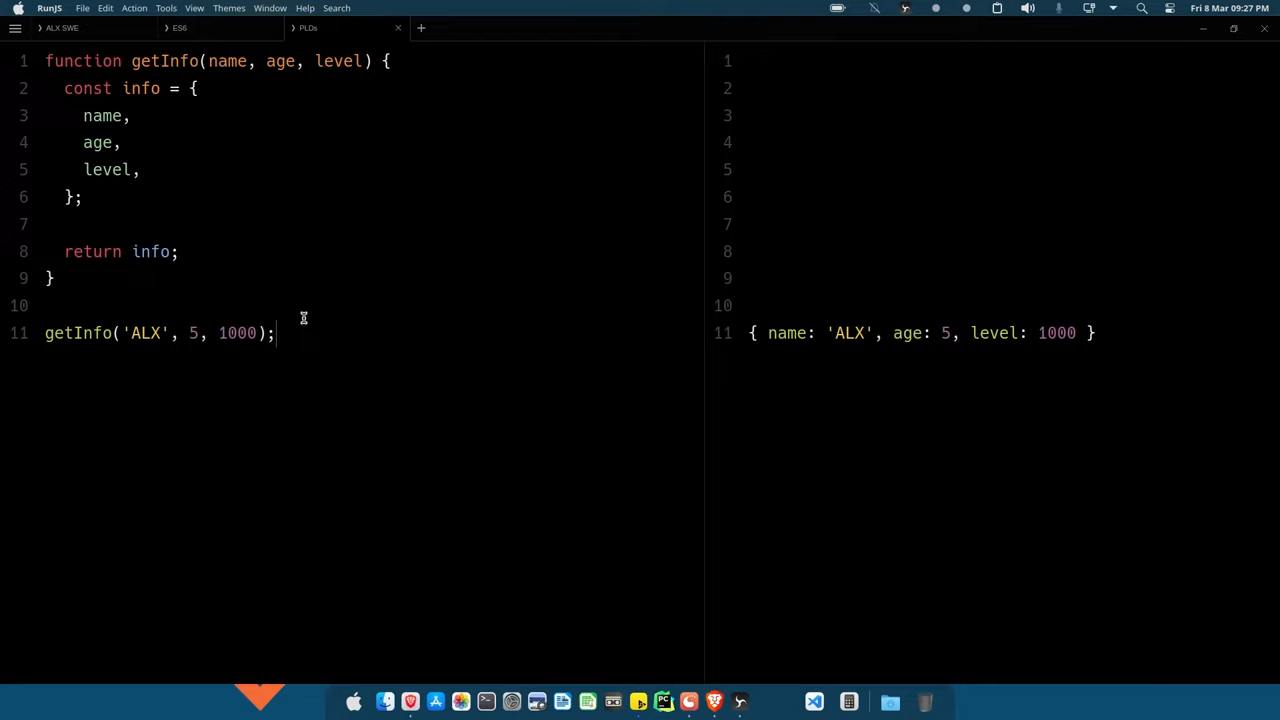 RunJS File Edit Action Tools View Themes Window Help Search Fri 8 Mar 09:27 PM
ALX SWE ES6 PLDs
1 function getInfo(name, age, level) {
2 const info = {
3 name,
4 age,
5 level,
6 };
7
8 return info;
9 }
10
11 getInfo('ALX', 5, 1000);
1
2
3
4
5
6
7
8
9
10
11 { name: 'ALX', age: 5, level: 1000 }
PC